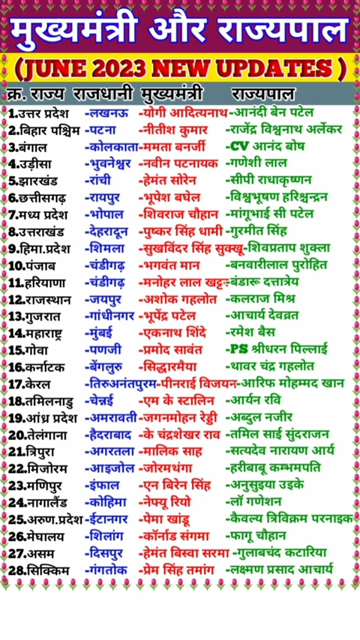 मुख्यमंत्री और राज्यपाल
(JUNE 2023 NEW UPDATES )
क्र. राज्य राजधानी मुख्यमंत्री राज्यपाल
1.उत्तर प्रदेश -लखनऊ -योगी आदित्यनाथ -आनंदी बेन पटेल
2.बिहार पश्चिम -पटना -नीतीश कुमार -राजेंद्र विश्वनाथ अर्लेकर
3.बंगाल -कोलकाता -ममता बनर्जी -CV आनंद बोष
4.उड़ीसा -भुवनेश्वर -नवीन पटनायक -गणेशी लाल
5.झारखंड -रांची -हेमंत सोरेन -सीपी राधाकृष्णन
6.छत्तीसगढ़ -रायपुर -भूपेश बघेल -विश्वभूषण हरिश्चन्द्रन
7.मध्य प्रदेश -भोपाल -शिवराज चौहान -मांगूभाई सी पटेल
8.उत्तराखंड -देहरादून -पुष्कर सिंह धामी -गुरमीत सिंह
9.हिमा.प्रदेश -शिमला -सुखविंदर सिंह सुक्खू -शिवप्रताप शुक्ला
10.पंजाब -चंडीगढ़ -भगवंत मान -बनवारीलाल पुरोहित
11.हरियाणा -चंडीगढ़ -मनोहर लाल खट्टर -बंडारू दत्तात्रेय
12.राजस्थान -जयपुर -अशोक गहलोत -कलराज मिश्र
13.गुजरात -गांधीनगर -भूपेंद्र पटेल -आचार्य देवव्रत
14.महाराष्ट्र -मुंबई -एकनाथ शिंदे -रमेश बैस
15.गोवा -पणजी -प्रमोद सावंत -PS श्रीधरन पिल्लाई
16.कर्नाटक -बेंगलुरु -सिद्धारमैया -थावर चंद्र गहलोत
17.केरल -तिरुअनंतपुरम -पीनराई विजयन -आरिफ मोहम्मद खान
18.तमिलनाडु -चेन्नई -एम के स्टालिन -आर्यन रवि
19.आंध्र प्रदेश -अमरावती -जगनमोहन रेड्डी -अब्दुल नजीर
20.तेलंगाना -हैदराबाद -के चंद्रशेखर राव -तमिल साई सुंदराजन
21.त्रिपुरा -अगरतला -मालिक साह -सत्यदेव नारायण आर्य
22.मिजोरम -आइजोल -जोरमथंगा -हरीबाबू कम्भमपति
23.मणिपुर -इंफाल -एन बिरेन सिंह -अनुसुइया उइके
24.नागालैंड -कोहिमा -नेफ्यू रियो -लॉ गणेशन
25.अरुण.प्रदेश -ईटानगर -पेमा खांडू -कैवल्य त्रिविक्रम परनाइक
26.मेघालय -शिलांग -कॉर्नाड संगमा -फागू चौहान
27.असम -दिसपुर -हेमंत बिस्वा सरमा -गुलाबचंद कटारिया
28.सिक्किम -गंगतोक -प्रेम सिंह तमांग -लक्ष्मण प्रसाद आचार्य